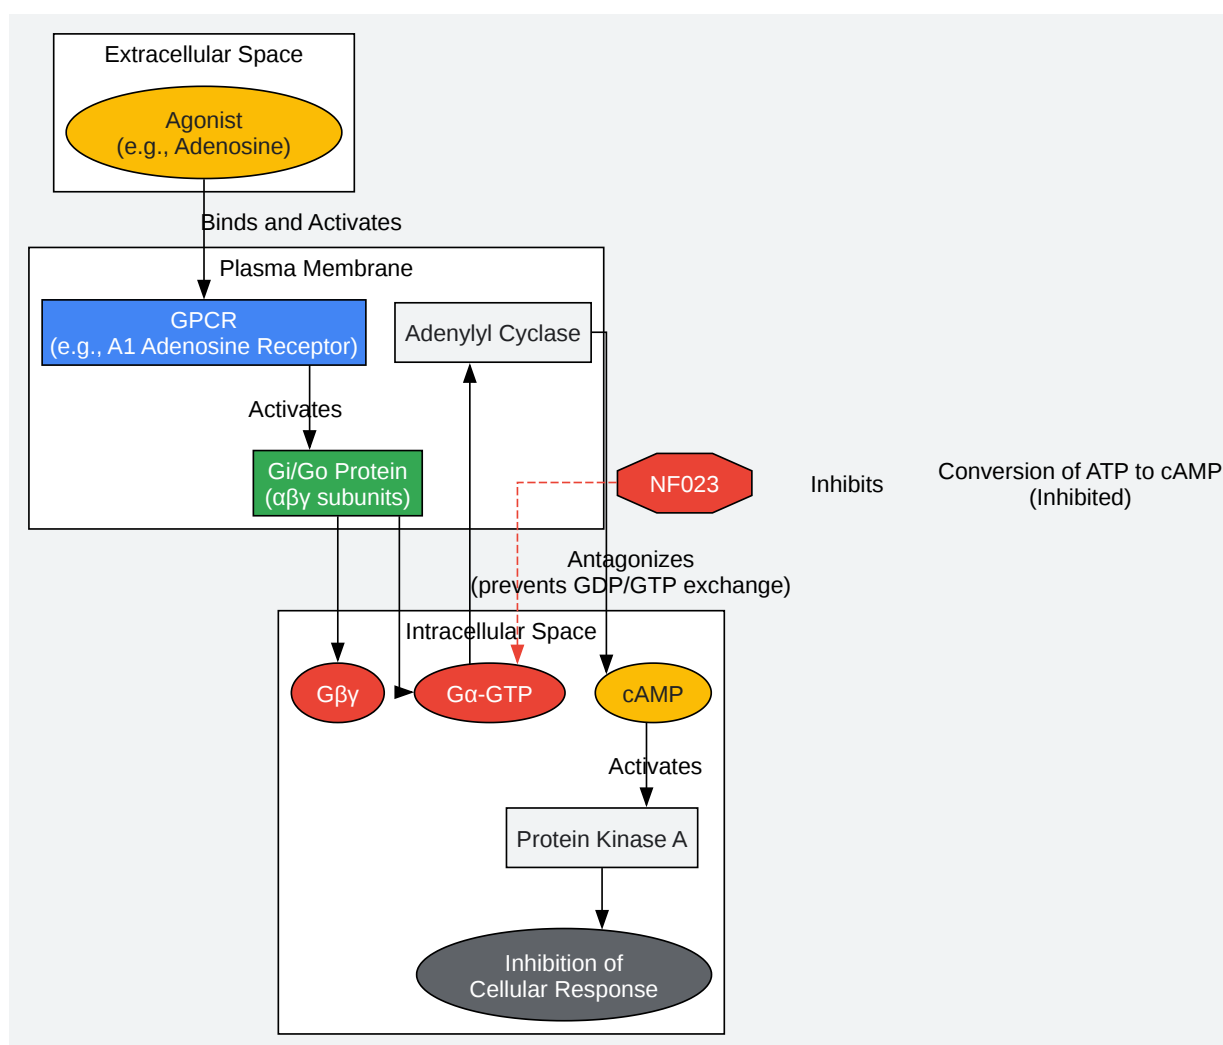 Extracellular Space
Agonist
(e.g., Adenosine)
Binds and Activates
Plasma Membrane
GPCR
(e.g., A1 Adenosine Receptor)
Adenylyl Cyclase
Activates
Gi/Go Protein
(αβγ subunits)
NF023
Inhibits
Conversion of ATP to cAMP
(Inhibited)
Antagonizes
(prevents GDP/GTP exchange)
Intracellular Space
Gβγ
Gα-GTP
cAMP
Activates
Protein Kinase A
Inhibition of
Cellular Response